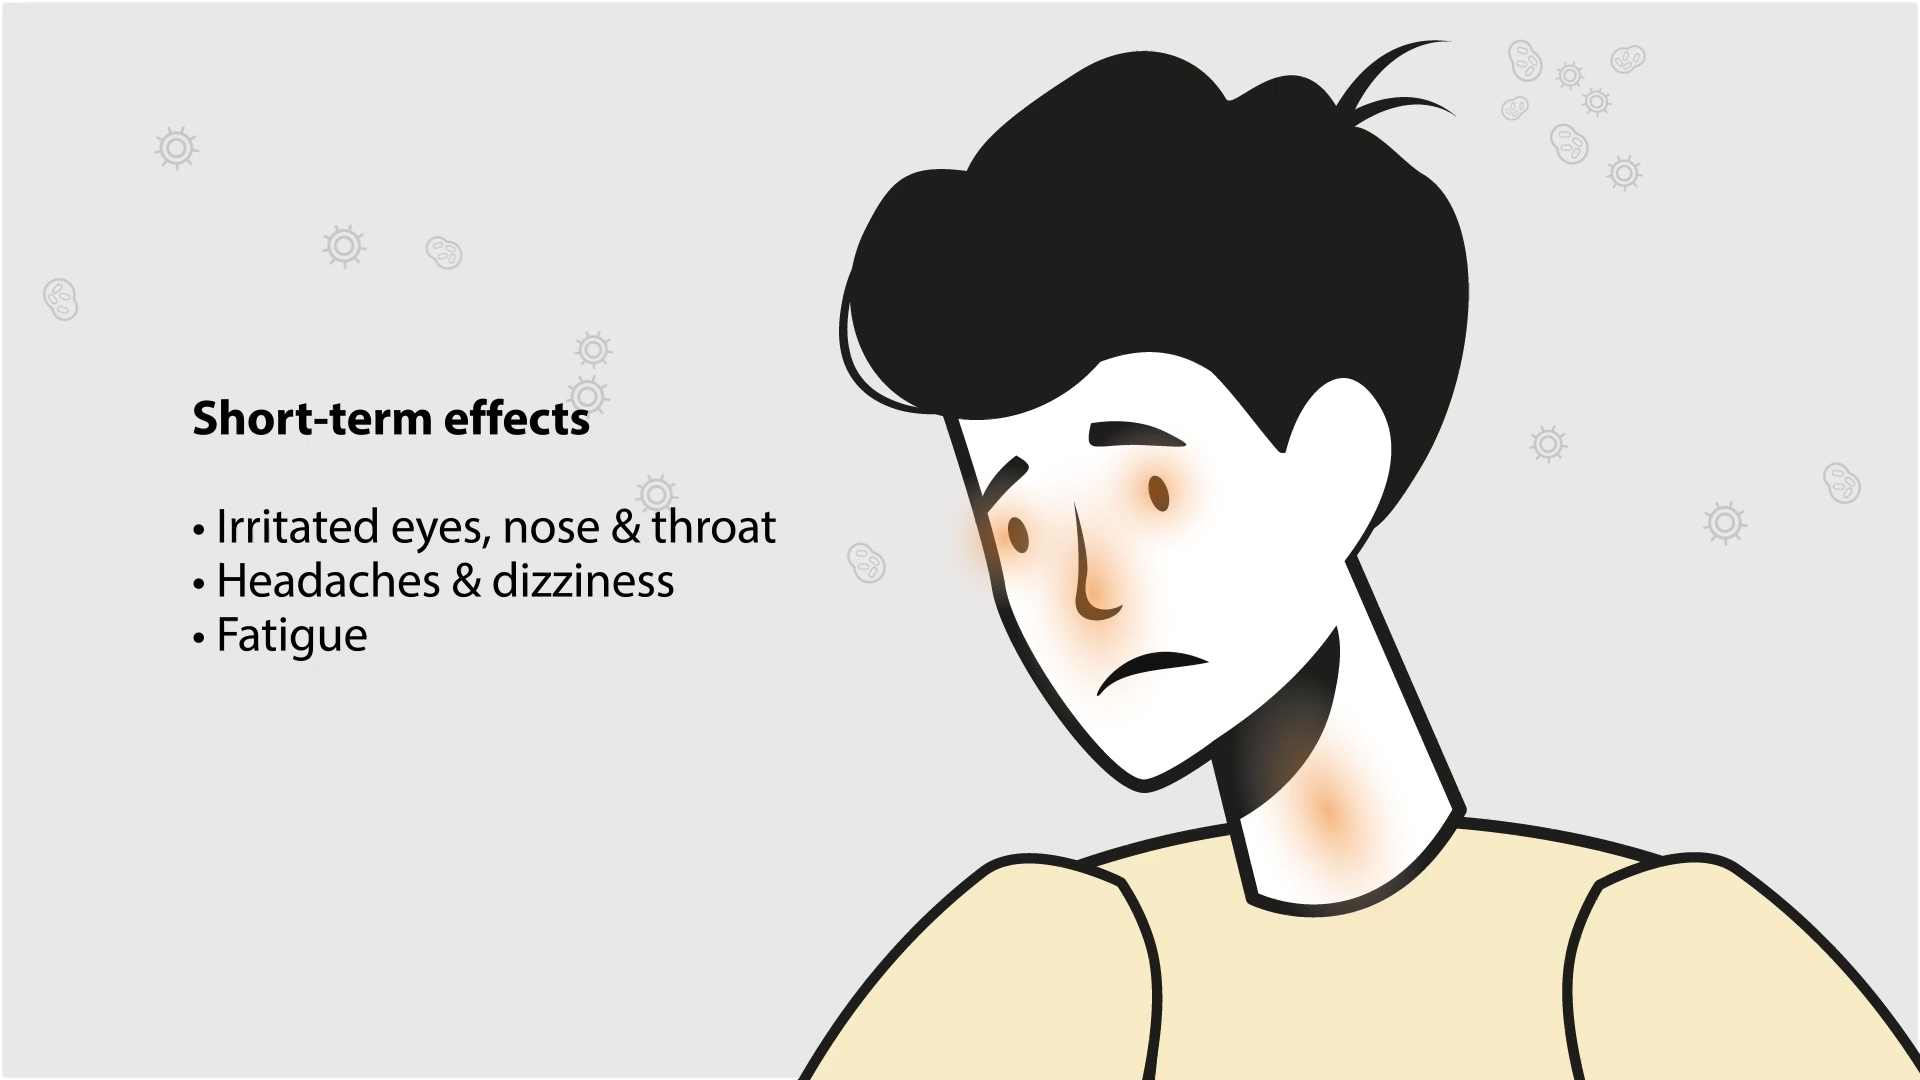 Short-term effects
• Irritated eyes, nose & throat
• Headaches & dizziness
• Fatigue